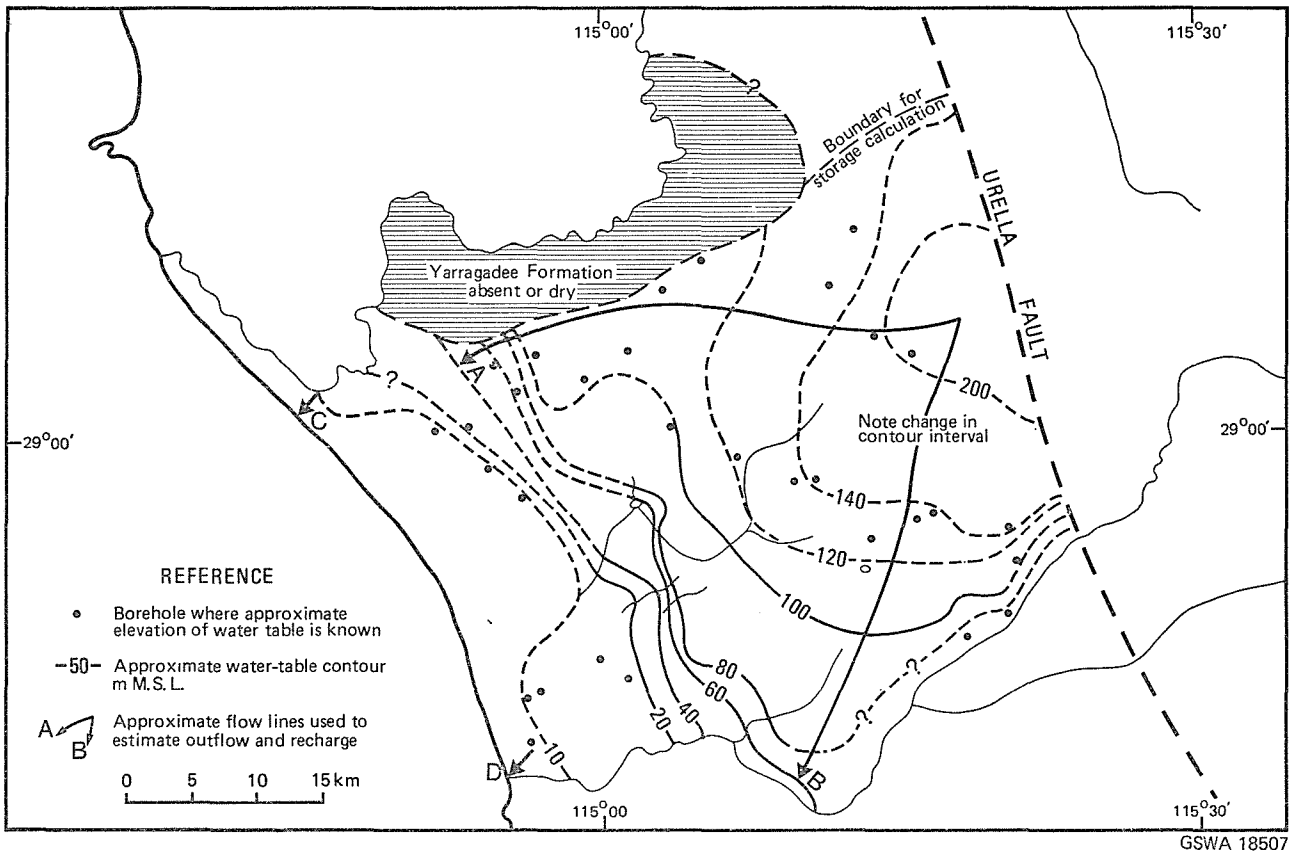 115°00'
115°30'
?
Boundary for
storage calculation
URELLA
FAULT
Yarragadee Formation
absent or dry
A
?
C
200
Note change in
contour interval
29°00'
29°00'
140
120
100
80
60
40
20
10
?
?
B
D
REFERENCE
Borehole where approximate
elevation of water table is known
-50- Approximate water-table contour
m M.S.L.
A
B
Approximate flow lines used to
estimate outflow and recharge
0 5 10 15 km
115°00
115°30'
GSWA 18507